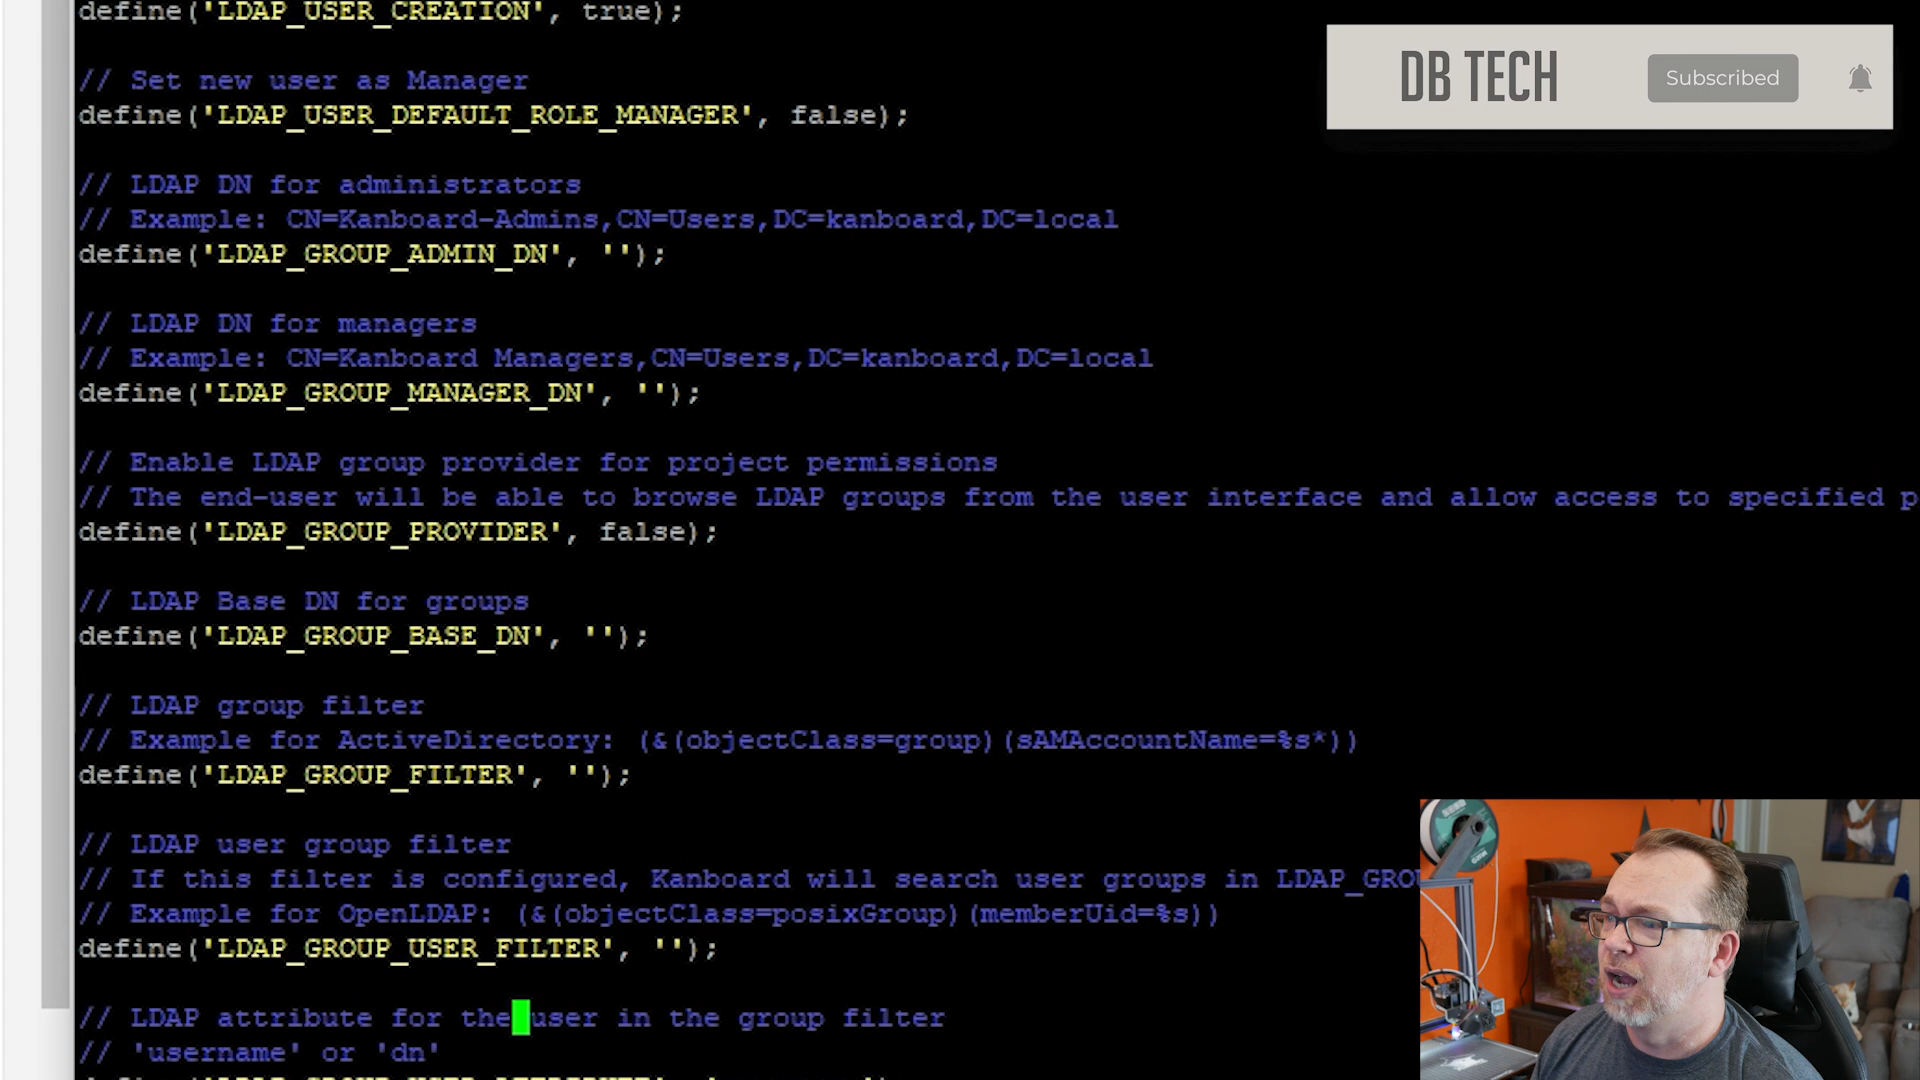 define('LDAP_USER_CREATION', true);
DB TECH
Subscribed
// Set new user as Manager
define('LDAP_USER_DEFAULT_ROLE_MANAGER', false);
// LDAP DN for administrators
// Example: CN=Kanboard-Admins,CN=Users,DC=kanboard,DC=local
define('LDAP_GROUP_ADMIN_DN', '');
// LDAP DN for managers
// Example: CN=Kanboard Managers,CN=Users,DC=kanboard,DC=local
define('LDAP_GROUP_MANAGER_DN', '');
// Enable LDAP group provider for project permissions
// The end-user will be able to browse LDAP groups from the user interface and allow access to specified p
define('LDAP_GROUP_PROVIDER', false);
// LDAP Base DN for groups
define('LDAP_GROUP_BASE_DN', '');
// LDAP group filter
// Example for ActiveDirectory: (&(objectClass=group)(sAMAccountName=%s*))
define('LDAP_GROUP_FILTER', '');
// LDAP user group filter
// If this filter is configured, Kanboard will search user groups in LDAP_GRO
// Example for OpenLDAP: (&(objectClass=posixGroup)(memberUid=%s))
define('LDAP_GROUP_USER_FILTER', '');
// LDAP attribute for the user in the group filter
// 'username' or 'dn'